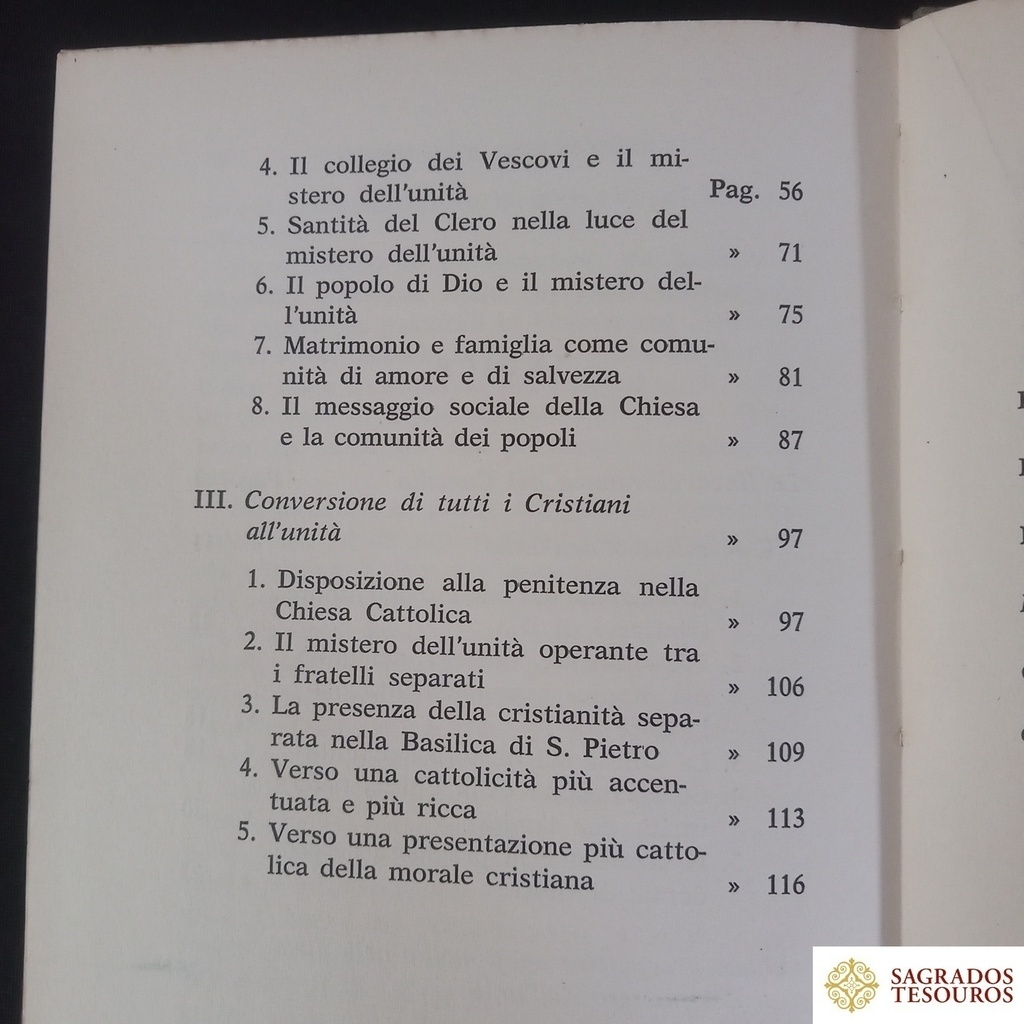 4. Il collegio dei Vescovi e il mi-
stero dell'unità Pag. 56
5. Santità del Clero nella luce del
mistero dell'unità » 71
6. Il popolo di Dio e il mistero del-
l'unità » 75
7. Matrimonio e famiglia come comu-
nità di amore e di salvezza » 81
8. Il messaggio sociale della Chiesa
e la comunità dei popoli » 87
III. Conversione di tutti i Cristiani
all'unità » 97
1. Disposizione alla penitenza nella
Chiesa Cattolica » 97
2. Il mistero dell'unità operante tra
i fratelli separati » 106
3. La presenza della cristianità sepa-
rata nella Basilica di S. Pietro » 109
4. Verso una cattolicità più accen-
tuata e più ricca » 113
5. Verso una presentazione più catto-
lica della morale cristiana » 116
SAGRADOS
TESOUROS